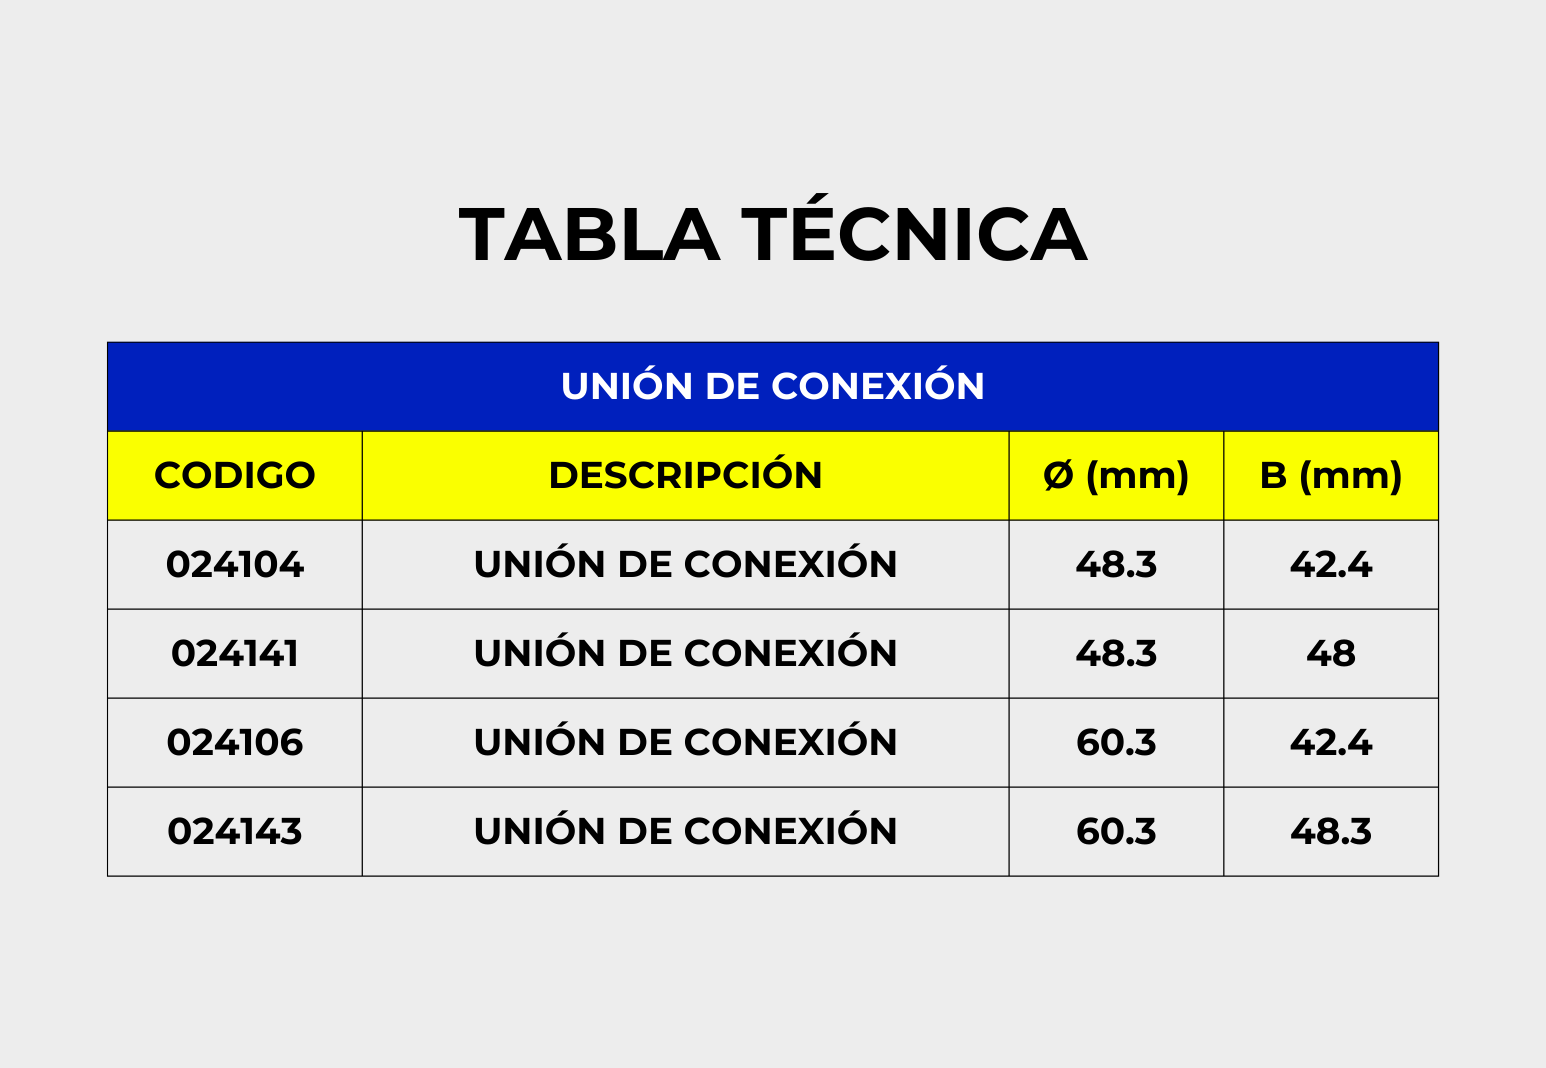 TABLA TÉCNICA
UNIÓN DE CONEXIÓN
CODIGO DESCRIPCIÓN Ø (mm) B (mm)
024104 UNIÓN DE CONEXIÓN 48.3 42.4
024141 UNIÓN DE CONEXIÓN 48.3 48
024106 UNIÓN DE CONEXIÓN 60.3 42.4
024143 UNIÓN DE CONEXIÓN 60.3 48.3